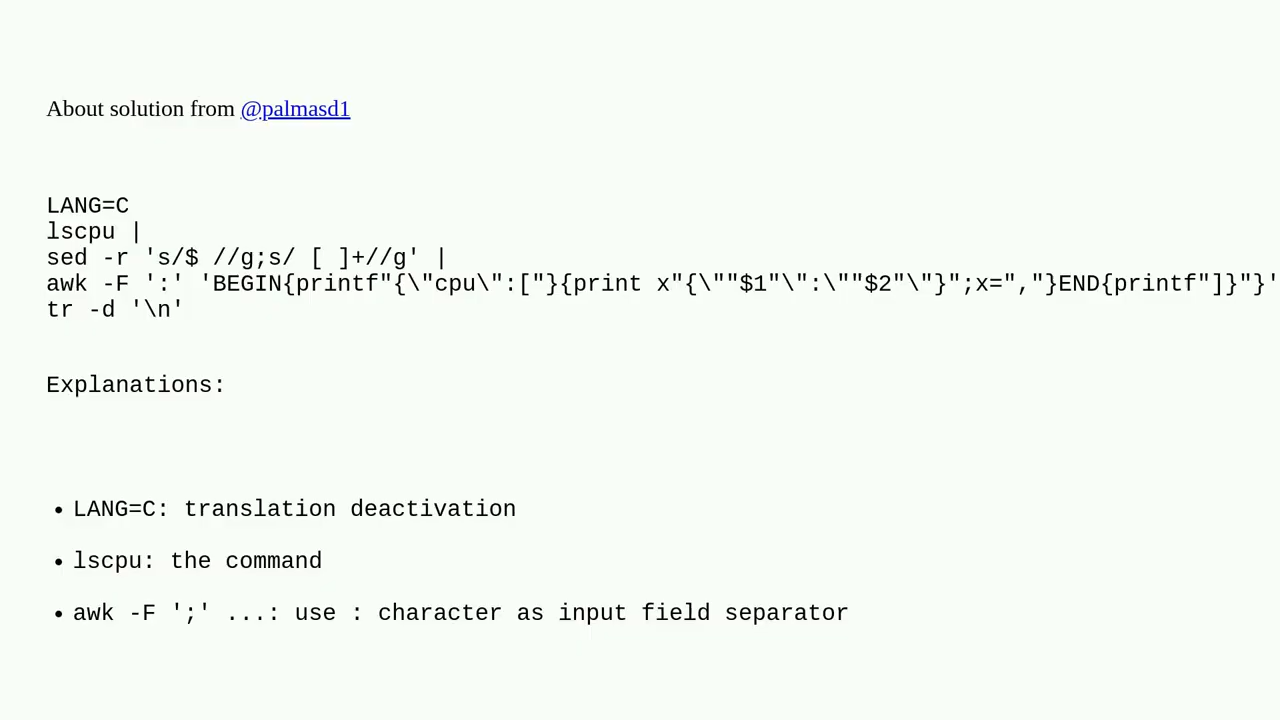 About solution from @palmasd1
LANG=C
lscpu |
sed -r 's/$ //g;s/ [ ]+//g' |
awk -F ':' 'BEGIN{printf"{\"cpu\":["}{print x"{\""$1"\":\""$2"\"}";x=","}END{printf"]}"}'
tr -d '\n'
Explanations:
• LANG=C: translation deactivation
• lscpu: the command
• awk -F ';' ...: use : character as input field separator